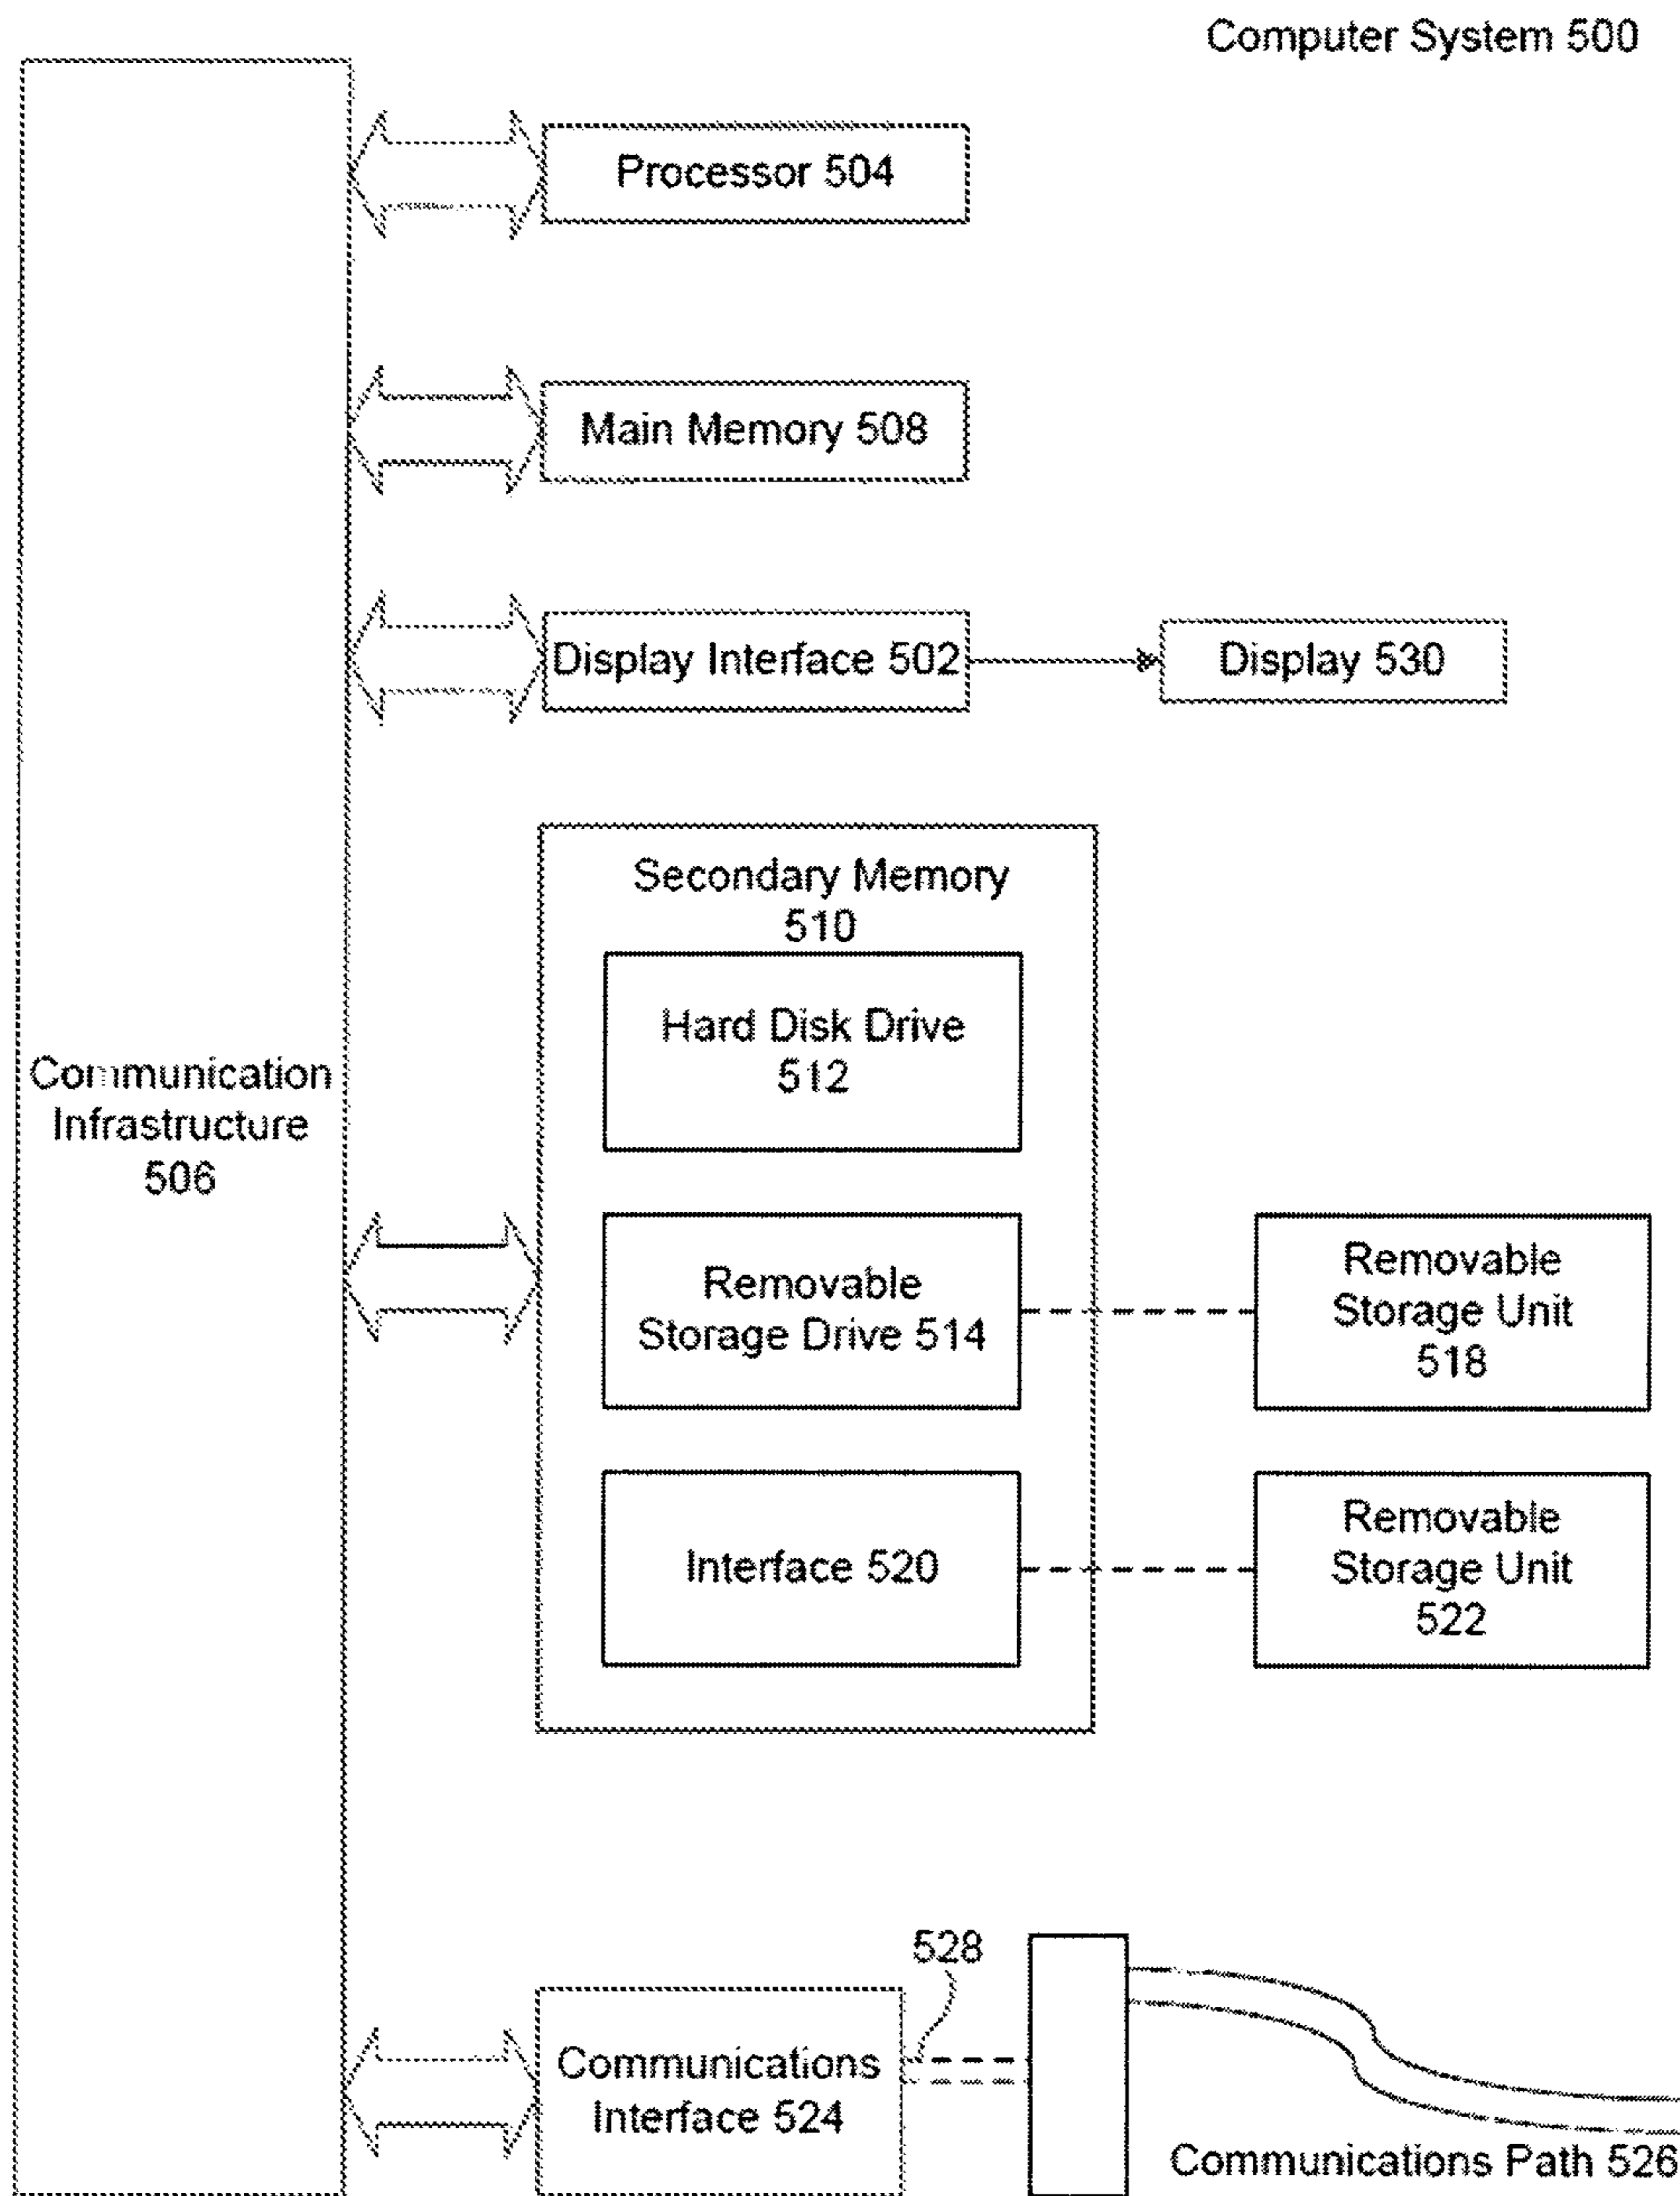 Computer System 500
Processor 504
Main Memory 508
Display Interface 502
Display 530
Secondary Memory
510
Hard Disk Drive
512
Communication
Infrastructure
506
Removable
Storage Drive 514
Removable
Storage Unit
518
Interface 520
Removable
Storage Unit
522
528
Communications
Interface 524
Communications Path 526